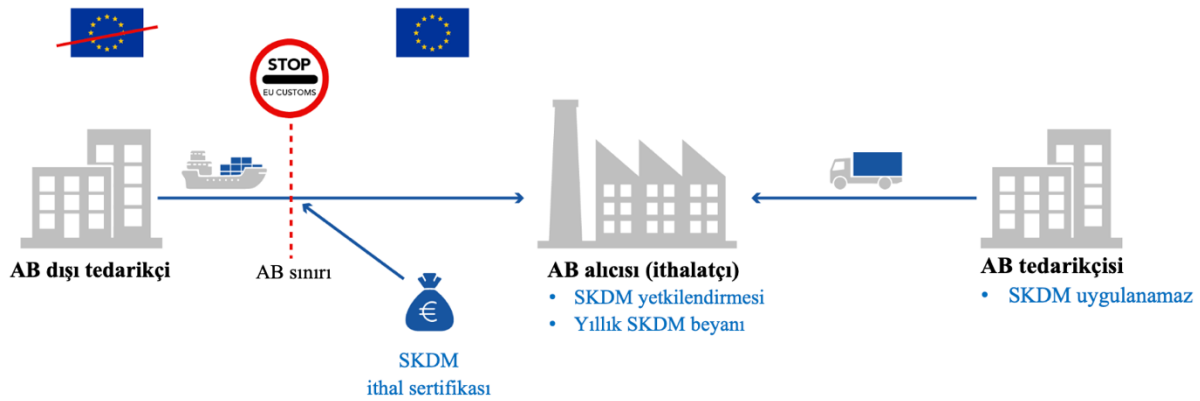 STOP
EU CUSTOMS
AB dışı tedarikçi
AB sınırı
SKDM
ithal sertifikası
AB alıcısı (ithalatçı)
• SKDM yetkilendirmesi
• Yıllık SKDM beyanı
AB tedarikçisi
• SKDM uygulanamaz